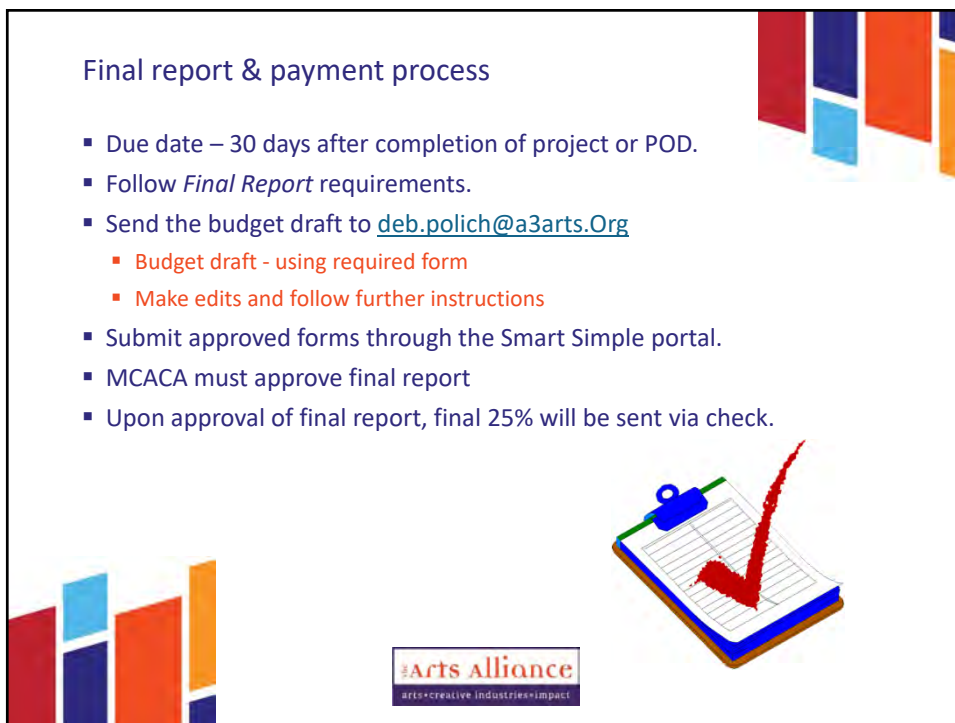 Final report & payment process
▪ Due date – 30 days after completion of project or POD.
▪ Follow Final Report requirements.
▪ Send the budget draft to deb.polich@a3arts.Org
▪ Budget draft - using required form
▪ Make edits and follow further instructions
▪ Submit approved forms through the Smart Simple portal.
▪ MCACA must approve final report
▪ Upon approval of final report, final 25% will be sent via check.
the Arts Alliance
arts•creative industries•impact